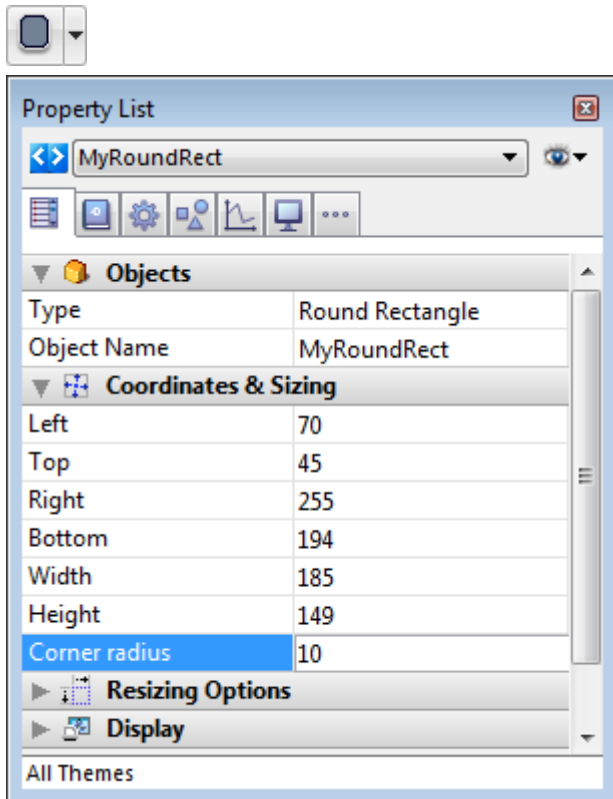 Property List
MyRoundRect
Objects
Type Round Rectangle
Object Name MyRoundRect
Coordinates & Sizing
Left 70
Top 45
Right 255
Bottom 194
Width 185
Height 149
Corner radius 10
Resizing Options
Display
All Themes